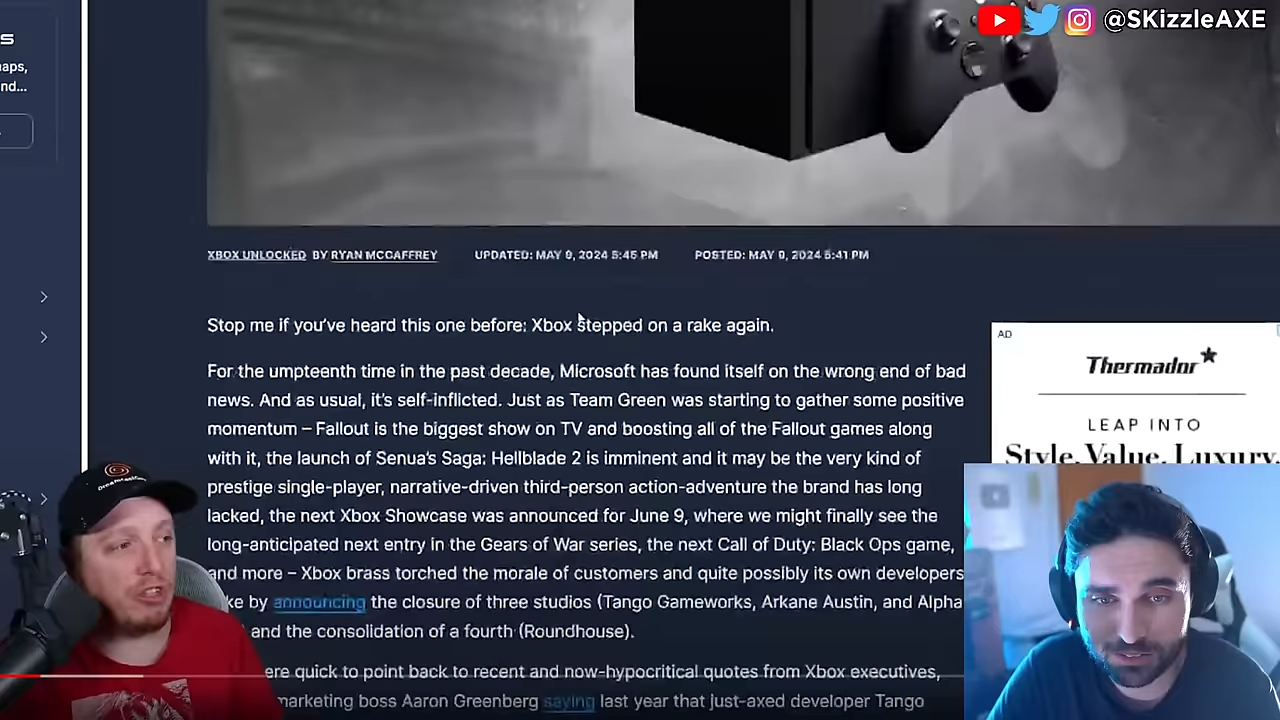 @SKizzleAXE
s
naps,
nd...
XBOX UNLOCKED BY RYAN MCCAFFREY UPDATED: MAY 9, 2024 5:45 PM POSTED: MAY 9, 2024 5:41 PM
Stop me if you've heard this one before: Xbox stepped on a rake again.
For the umpteenth time in the past decade, Microsoft has found itself on the wrong end of bad
news. And as usual, it's self-inflicted. Just as Team Green was starting to gather some positive
momentum – Fallout is the biggest show on TV and boosting all of the Fallout games along
with it, the launch of Senua's Saga: Hellblade 2 is imminent and it may be the very kind of
prestige single-player, narrative-driven third-person action-adventure the brand has long
lacked, the next Xbox Showcase was announced for June 9, where we might finally see the
long-anticipated next entry in the Gears of War series, the next Call of Duty: Black Ops game,
and more – Xbox brass torched the morale of customers and quite possibly its own developers
ke by announcing the closure of three studios (Tango Gameworks, Arkane Austin, and Alpha
and the consolidation of a fourth (Roundhouse).
ere quick to point back to recent and now-hypocritical quotes from Xbox executives,
marketing boss Aaron Greenberg saying last year that just-axed developer Tango
AD
Thermador
LEAP INTO
Style, Value, Luxury.